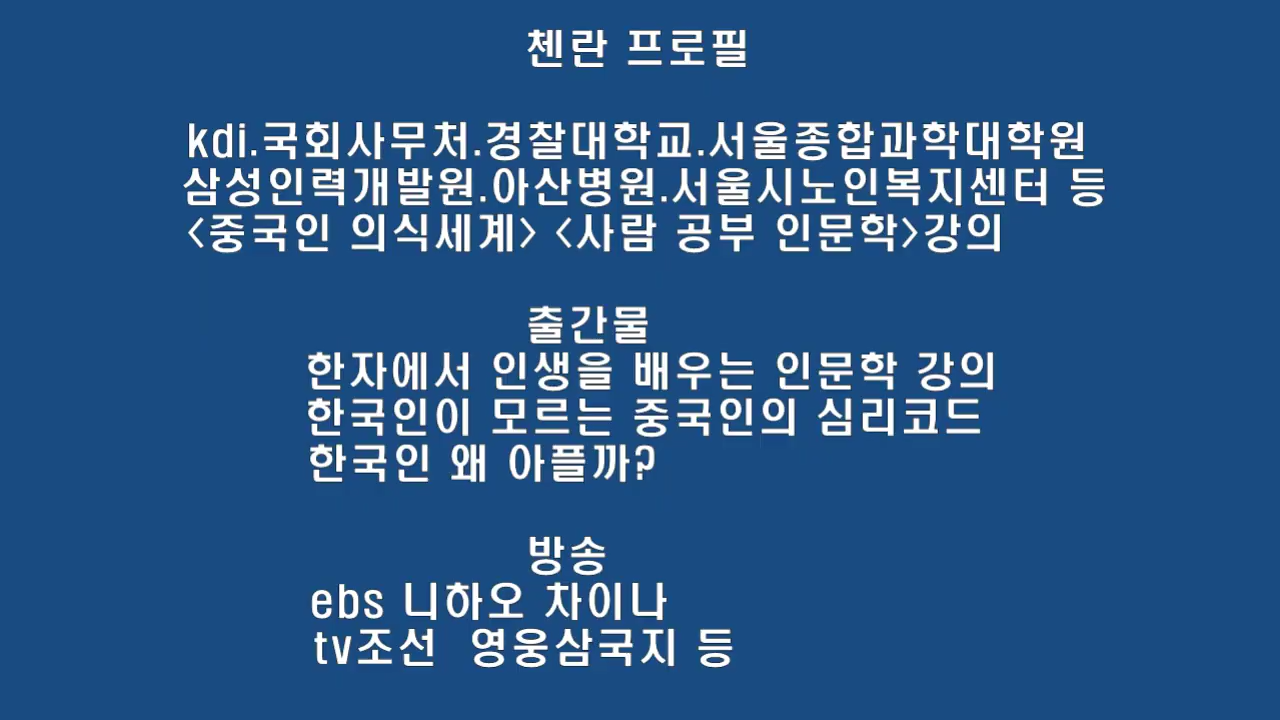 첸란 프로필
kdi.국회사무처.경찰대학교.서울종합과학대학원
삼성인력개발원.아산병원.서울시노인복지센터 등
<중국인 의식세계> <사람 공부 인문학>강의
출간물
한자에서 인생을 배우는 인문학 강의
한국인이 모르는 중국인의 심리코드
한국인 왜 아플까?
방송
ebs 니하오 차이나
tv조선 영웅삼국지 등